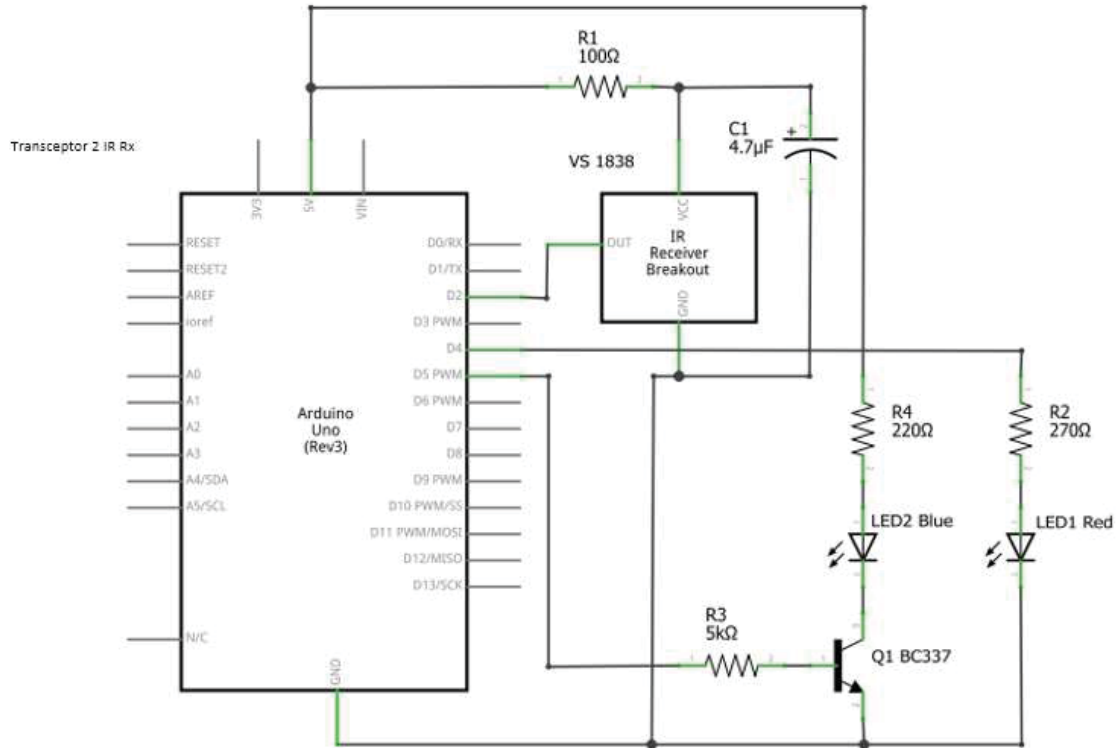 R1
100Ω
Transceptor 2 IR Rx
C1
4.7µF
+
VS 1838
3V3
5V
VIN
VCC
OUT
IR
Receiver
Breakout
GND
RESET
RESET2
AREF
ioref
A0
A1
A2
A3
A4/SDA
A5/SCL
N/C
Arduino
Uno
(Rev3)
D0/RX
D1/TX
D2
D3 PWM
D4
D5 PWM
D6 PWM
D7
D8
D9 PWM
D10 PWM/SS
D11 PWM/MOSI
D12/MISO
D13/SCK
GND
R4
220Ω
R2
270Ω
LED2 Blue
LED1 Red
R3
5kΩ
Q1 BC337